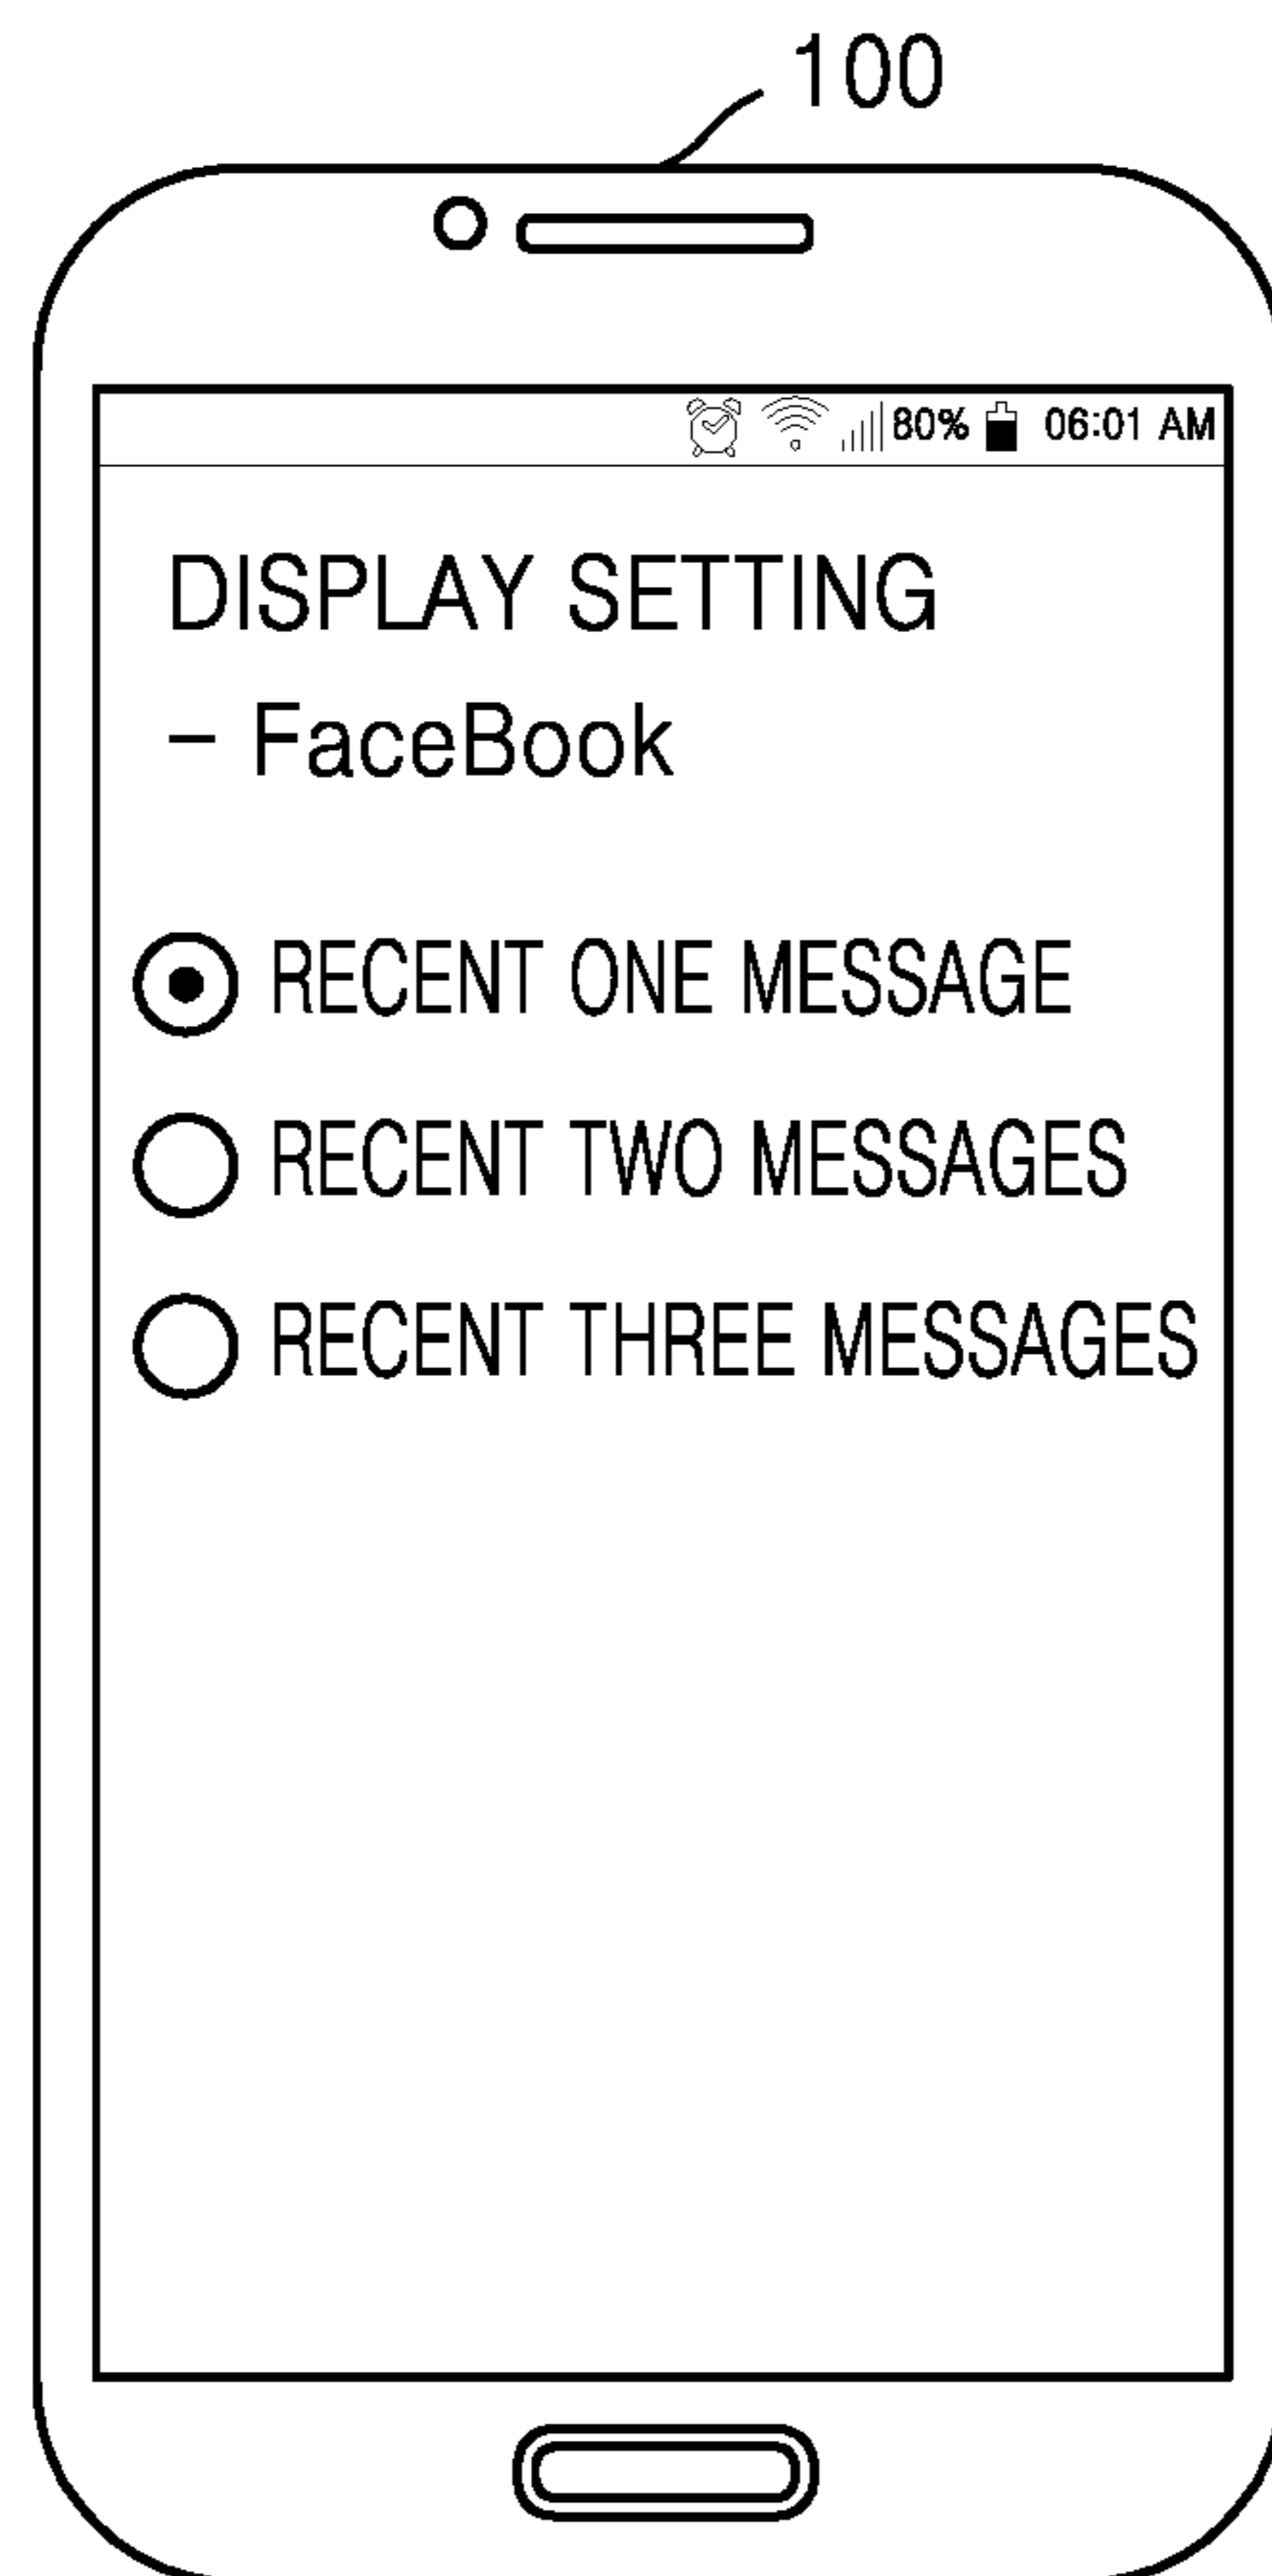 100
80% 06:01 AM
DISPLAY SETTING
- FaceBook
RECENT ONE MESSAGE
RECENT TWO MESSAGES
RECENT THREE MESSAGES